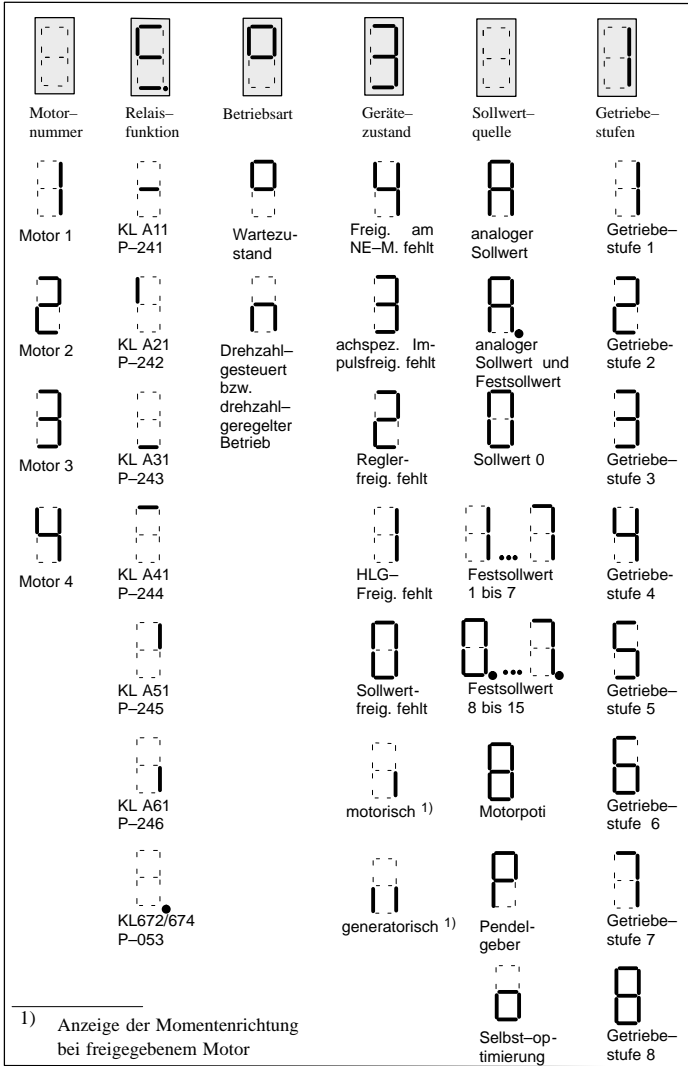 Motor–
nummer
Relais–
funktion
Betriebsart
Geräte–
zustand
Sollwert–
quelle
Getriebe–
stufen
Motor 1
KL A11
P–241
Wartezu-
stand
Freig. am
NE–M. fehlt
analoger
Sollwert
Getriebe–
stufe 1
Motor 2
KL A21
P–242
Drehzahl–
gesteuert
bzw.
drehzahl–
geregelter
Betrieb
achspez. Im-
pulsfreig. fehlt
analoger
Sollwert und
Festsollwert
Getriebe-
stufe 2
Motor 3
KL A31
P–243
Regler-
freig. fehlt
Sollwert 0
Getriebe–
stufe 3
Motor 4
KL A41
P–244
HLG–
Freig. fehlt
Festsollwert
1 bis 7
Getriebe-
stufe 4
KL A51
P–245
Sollwert-
freig. fehlt
Festsollwert
8 bis 15
Getriebe–
stufe 5
KL A61
P–246
motorisch 1)
Motorpoti
Getriebe–
stufe 6
KL672/674
P–053
generatorisch 1)
Pendel-
geber
Getriebe–
stufe 7
Selbst–op-
timierung
Getriebe–
stufe 8
1) Anzeige der Momentenrichtung
bei freigegebenem Motor